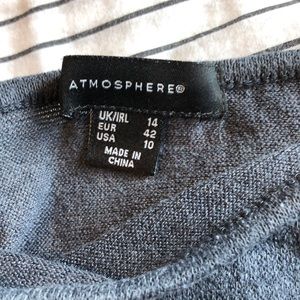 ATMOSPHERE®
UK/IRL 14
EUR 42
USA 10
MADE IN
CHINA